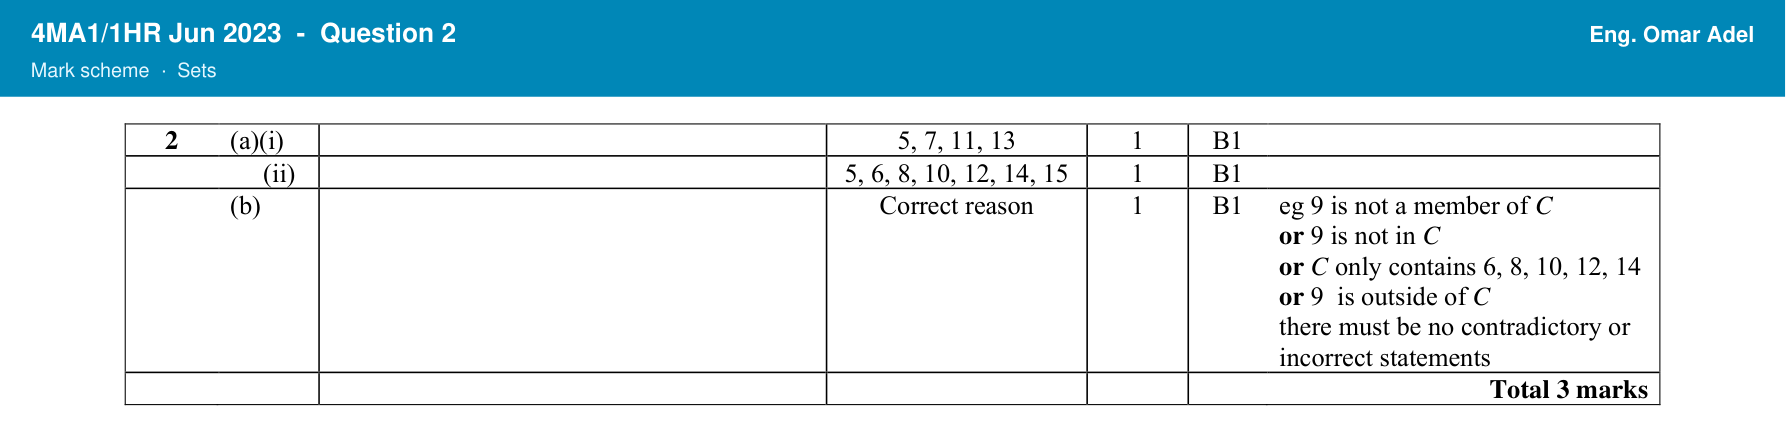 4MA1/1HR Jun 2023 - Question 2
Eng. Omar Adel
Mark scheme · Sets
2 (a)(i) 5, 7, 11, 13 1 B1
(ii) 5, 6, 8, 10, 12, 14, 15 1 B1
(b) Correct reason 1 B1 eg 9 is not a member of C
or 9 is not in C
or C only contains 6, 8, 10, 12, 14
or 9 is outside of C
there must be no contradictory or
incorrect statements
Total 3 marks